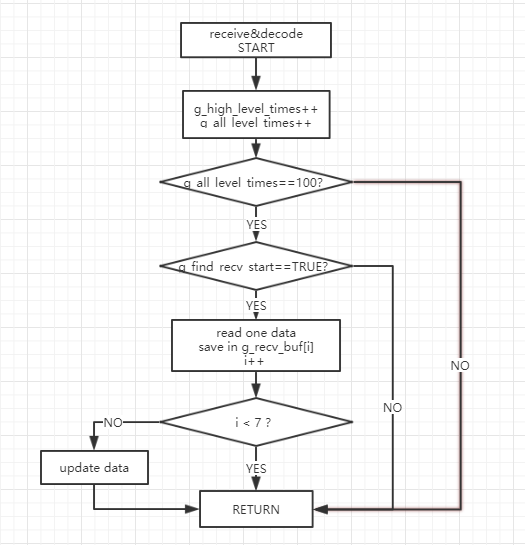 receive&decode
START
g_high_level_times++
g_all_level_times++
g_all_level_times==100?
YES
g_find_recv_start==TRUE?
YES
read one data
save in g_recv_buf[i]
i++
NO
NO
NO
i < 7 ?
update data
YES
RETURN